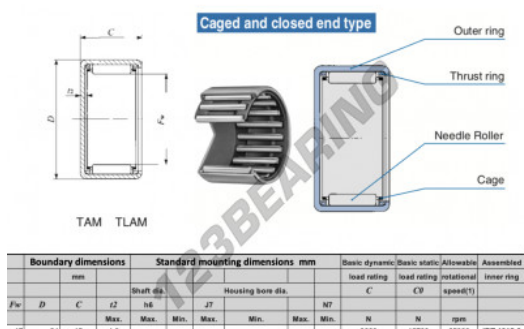 Caged and closed end type
C
Outer ring
Thrust ring
t2
D
Fw
Needle Roller
Cage
TAM TLAM
123BEARING
Boundary dimensions Standard mounting dimensions mm Basic dynamic Basic static Allowable Assembled
mm load rating load rating rotational inner ring
Shaft dia. Housing bore dia. C C0 speed(1)
Fw D C t2 h6 J7 N7
Max. Max. Min. Max. Min. Max. Min. N N rpm